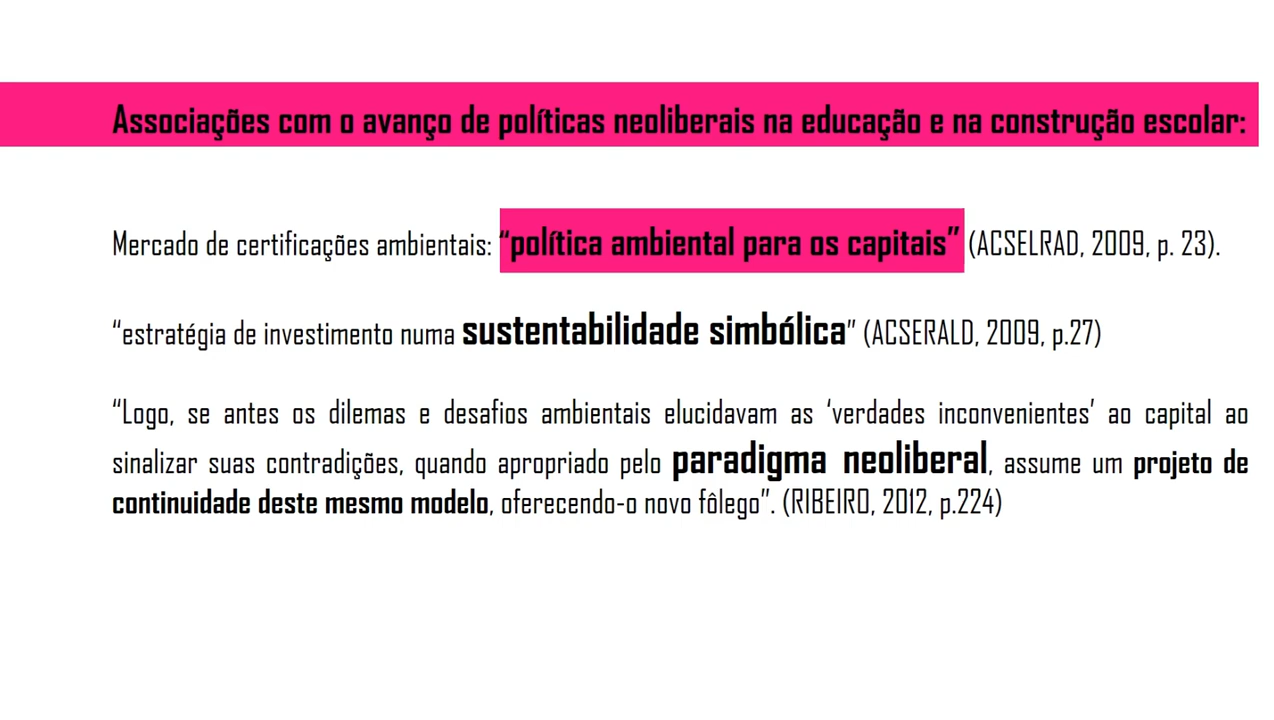 Associações com o avanço de políticas neoliberais na educação e na construção escolar:
Mercado de certificações ambientais: “política ambiental para os capitais” (ACSELRAD, 2009, p. 23).
“estratégia de investimento numa sustentabilidade simbólica” (ACSERALD, 2009, p.27)
“Logo, se antes os dilemas e desafios ambientais elucidavam as ‘verdades inconvenientes’ ao capital ao
sinalizar suas contradições, quando apropriado pelo paradigma neoliberal, assume um projeto de
continuidade deste mesmo modelo, oferecendo-o novo fôlego”. (RIBEIRO, 2012, p.224)